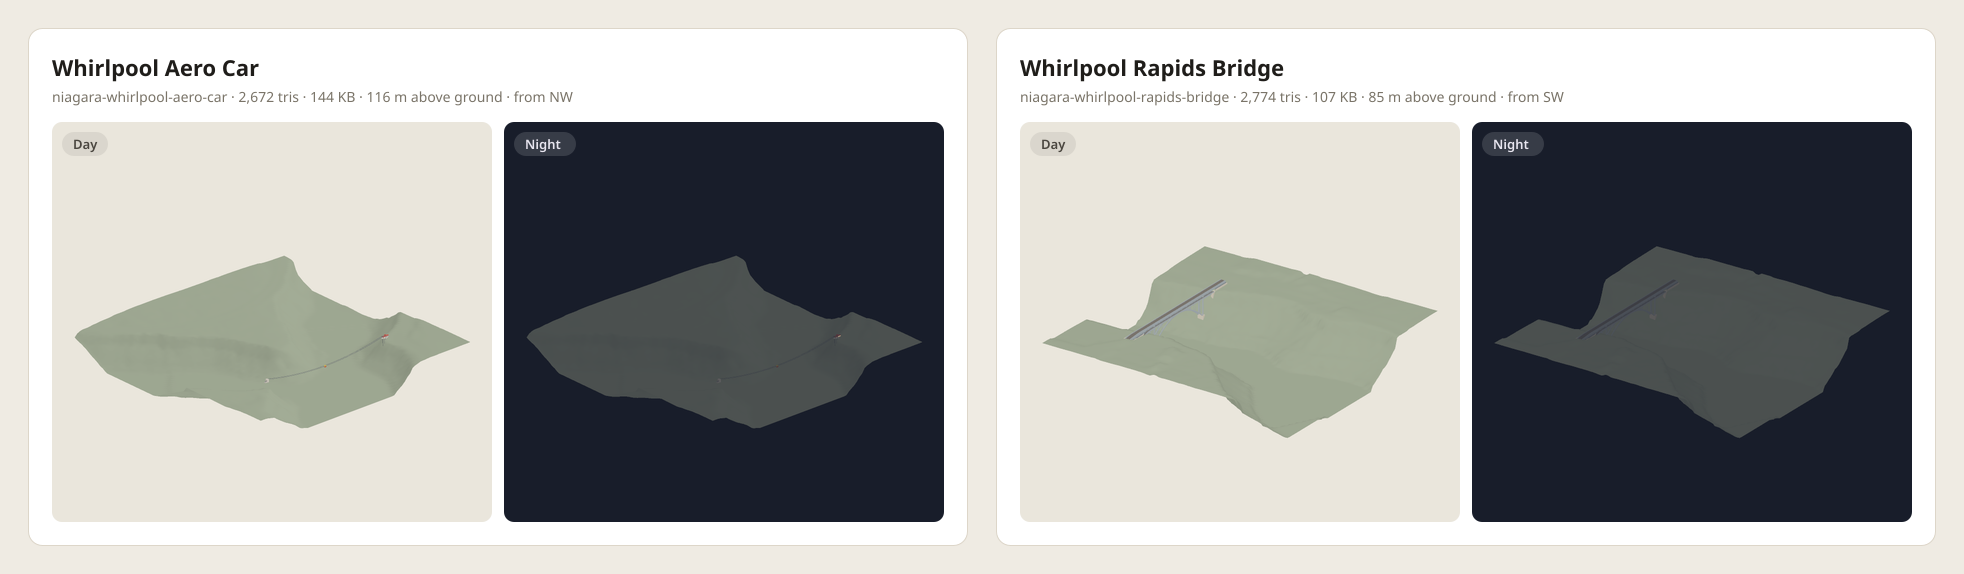 Whirlpool Aero Car
niagara-whirlpool-aero-car · 2,672 tris · 144 KB · 116 m above ground · from NW
Day
Night
Whirlpool Rapids Bridge
niagara-whirlpool-rapids-bridge · 2,774 tris · 107 KB · 85 m above ground · from SW
Day
Night